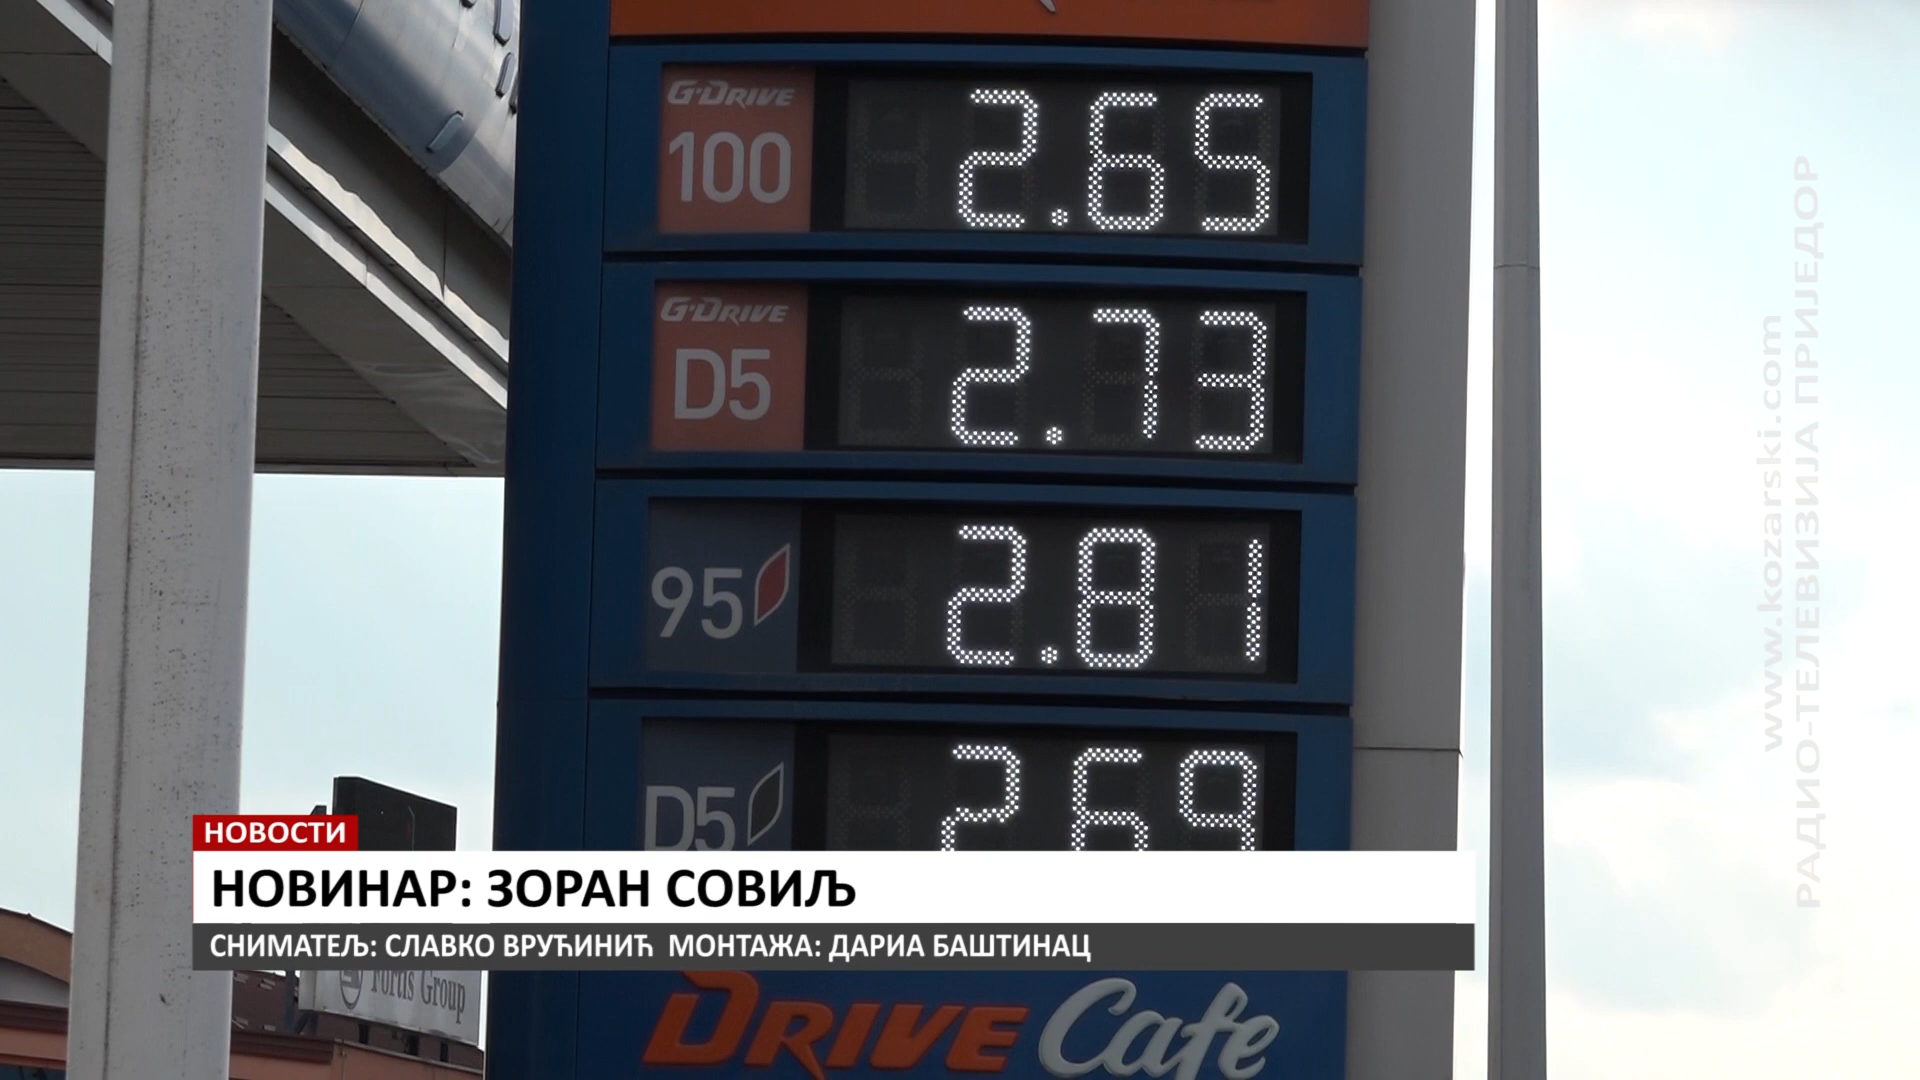 G-DRIVE
100
2.65
G-DRIVE
D5
2.73
95
2.81
D5
2.69
НОВОСТИ
НОВИНАР: ЗОРАН СОВИЉ
СНИМАТЕЉ: СЛАВКО ВРУЋИНИЋ МОНТАЖА: ДАРИА БАШТИНАЦ
Fortis Group
DRIVE Cafe
www.kozarski.com
РАДИО-ТЕЛЕВИЗИЈА ПРИЈЕДОР